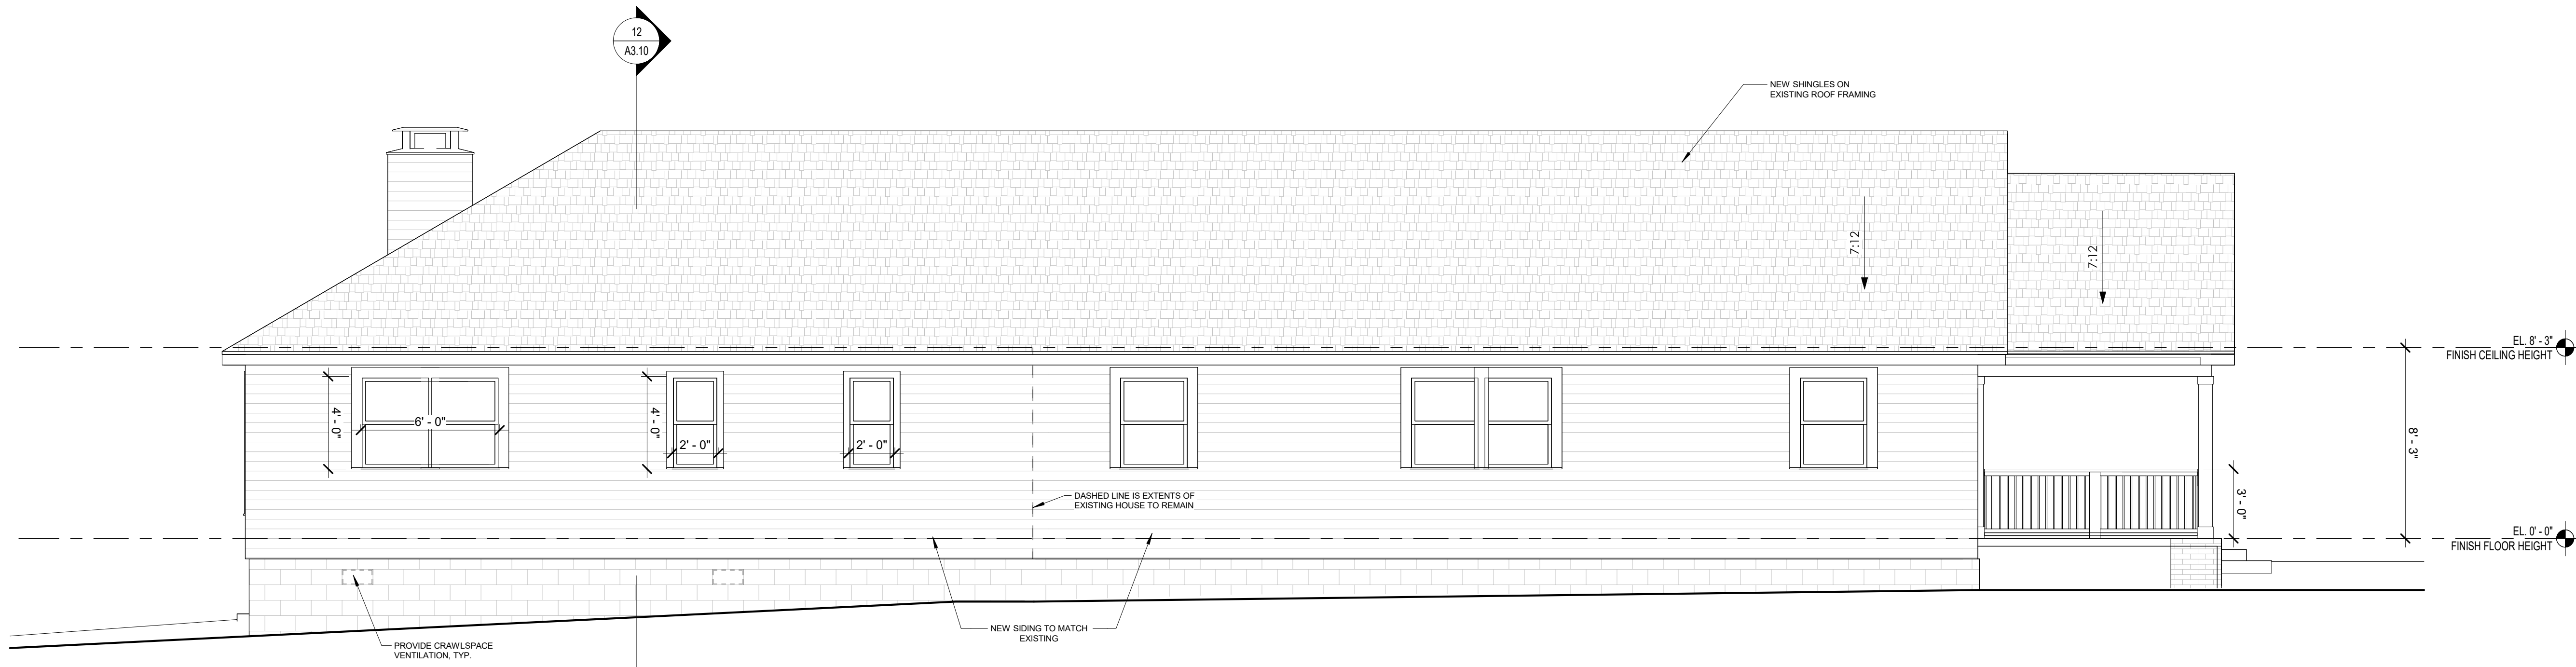 12
A3.10
NEW SHINGLES ON
EXISTING ROOF FRAMING
7:12
7:12
EL. 8' - 3"
FINISH CEILING HEIGHT
4' - 0"
6' - 0"
4' - 0"
2' - 0"
2' - 0"
8' - 3"
3' - 0"
DASHED LINE IS EXTENTS OF
EXISTING HOUSE TO REMAIN
EL. 0' - 0"
FINISH FLOOR HEIGHT
NEW SIDING TO MATCH
EXISTING
PROVIDE CRAWLSPACE
VENTILATION, TYP.